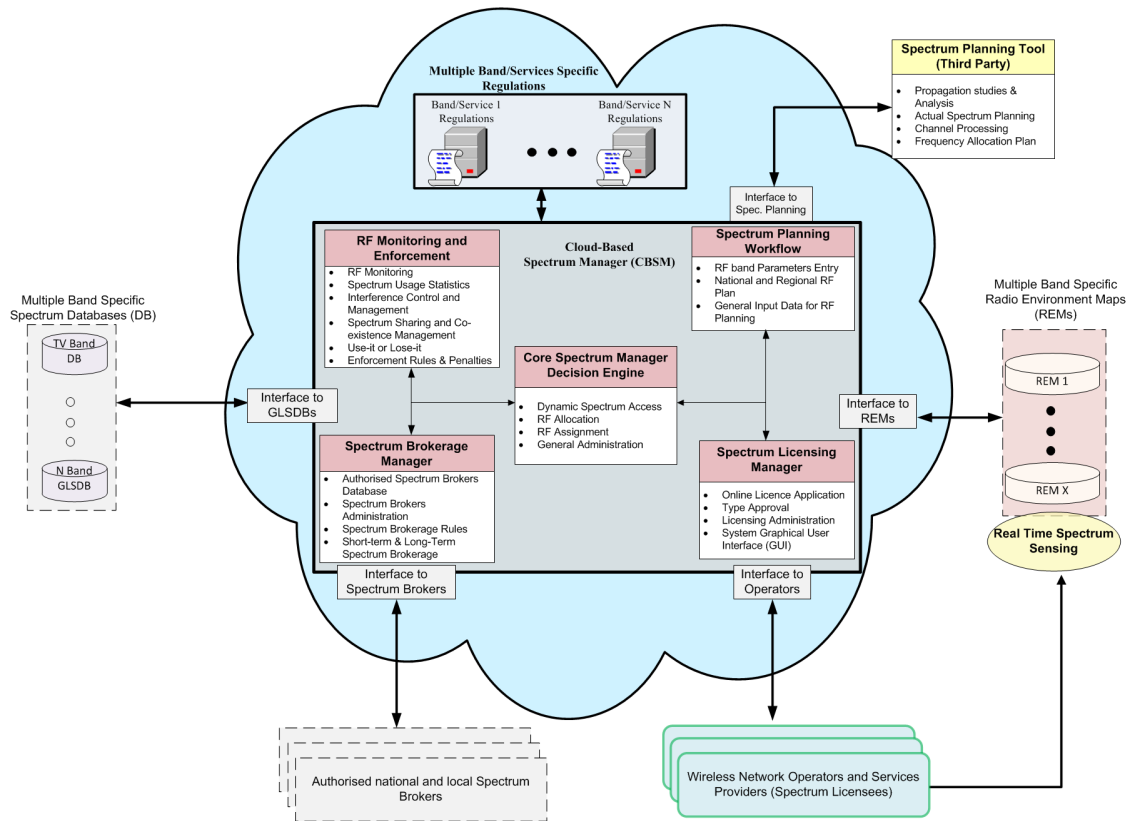 Multiple Band/Services Specific
Regulations
Band/Service 1
Regulations
Band/Service N
Regulations
Spectrum Planning Tool
(Third Party)
• Propagation studies &
Analysis
• Actual Spectrum Planning
• Channel Processing
• Frequency Allocation Plan
Interface to
Spec. Planning
Cloud-Based
Spectrum Manager (CBSM)
RF Monitoring and
Enforcement
• RF Monitoring
• Spectrum Usage Statistics
• Interference Control and
Management
• Spectrum Sharing and Co-
existence Management
• Use-it or Lose-it
• Enforcement Rules & Penalties
Spectrum Planning
Workflow
• RF band Parameters Entry
• National and Regional RF
Plan
• General Input Data for RF
Planning
Multiple Band Specific
Spectrum Databases (DB)
TV Band
DB
N Band
GLSDB
Interface to
GLSDBs
Core Spectrum Manager
Decision Engine
• Dynamic Spectrum Access
• RF Allocation
• RF Assignment
• General Administration
Interface to
REMs
Multiple Band Specific
Radio Environment Maps
(REMs)
REM 1
REM X
Real Time Spectrum
Sensing
Spectrum Brokerage
Manager
• Authorised Spectrum Brokers
Database
• Spectrum Brokers
Administration
• Spectrum Brokerage Rules
• Short-term & Long-Term
Spectrum Brokerage
Spectrum Licensing
Manager
• Online Licence Application
• Type Approval
• Licensing Administration
• System Graphical User
Interface (GUI)
Interface to
Spectrum Brokers
Interface to
Operators
Authorised national and local Spectrum
Brokers
Wireless Network Operators and Services
Providers (Spectrum Licensees)